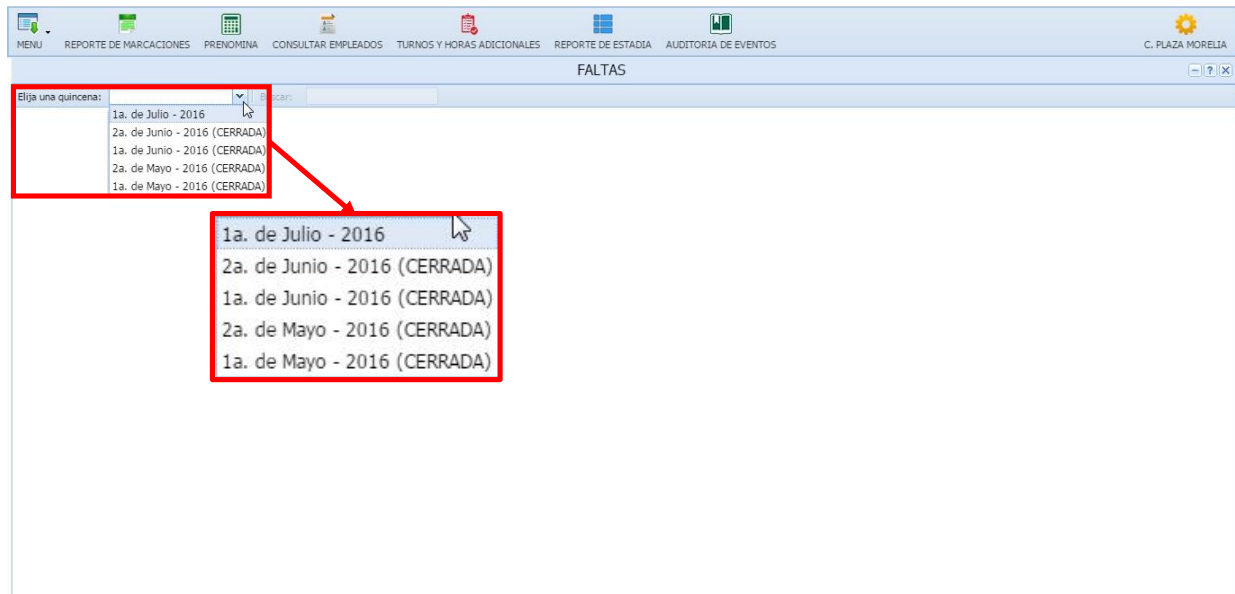 MENU REPORTE DE MARCACIONES PRENOMINA CONSULTAR EMPLEADOS TURNOS Y HORAS ADICIONALES REPORTE DE ESTADIA AUDITORIA DE EVENTOS C. PLAZA MORELIA
FALTAS
Elija una quincena: Buscar:
1a. de Julio - 2016
2a. de Junio - 2016 (CERRADA)
1a. de Junio - 2016 (CERRADA)
2a. de Mayo - 2016 (CERRADA)
1a. de Mayo - 2016 (CERRADA)
1a. de Julio - 2016
2a. de Junio - 2016 (CERRADA)
1a. de Junio - 2016 (CERRADA)
2a. de Mayo - 2016 (CERRADA)
1a. de Mayo - 2016 (CERRADA)